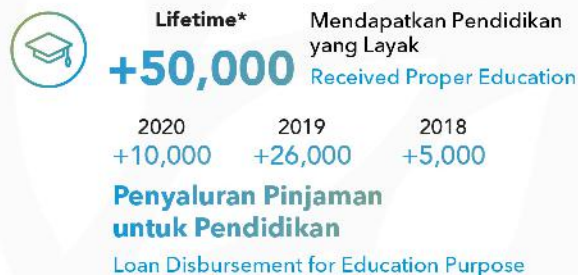 Lifetime*
+50,000
Mendapatkan Pendidikan
yang Layak
Received Proper Education
2020 2019 2018
+10,000 +26,000 +5,000
Penyaluran Pinjaman
untuk Pendidikan
Loan Disbursement for Education Purpose